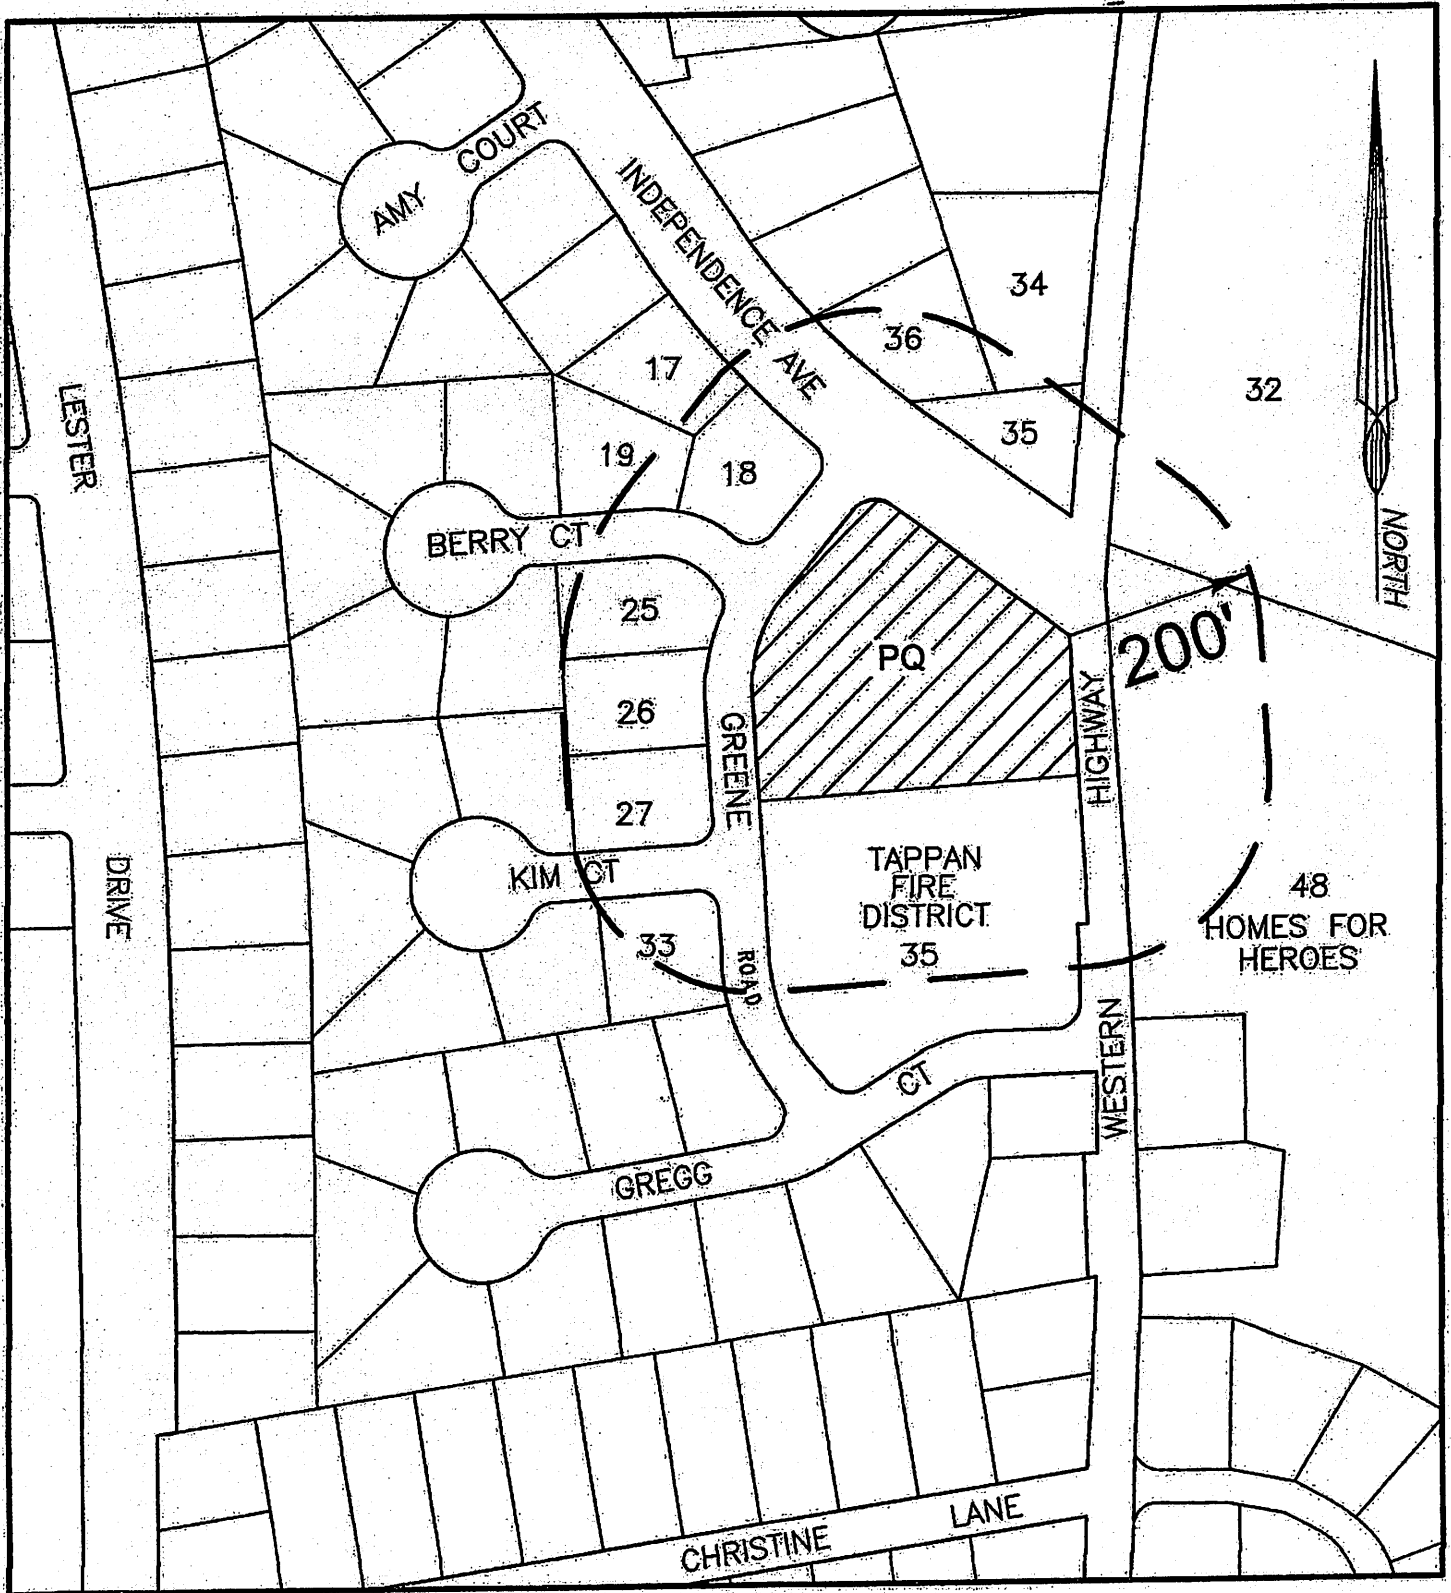 AMY COURT
INDEPENDENCE AVE
34
36
17
32
LESTER
35
19
18
NORTH
BERRY CT
25
PQ
200'
26
GREENE
HIGHWAY
27
TAPPAN
FIRE
DISTRICT
35
KIM CT
48
HOMES FOR
HEROES
DRIVE
33
ROAD
WESTERN
CT
GREGG
CHRISTINE LANE